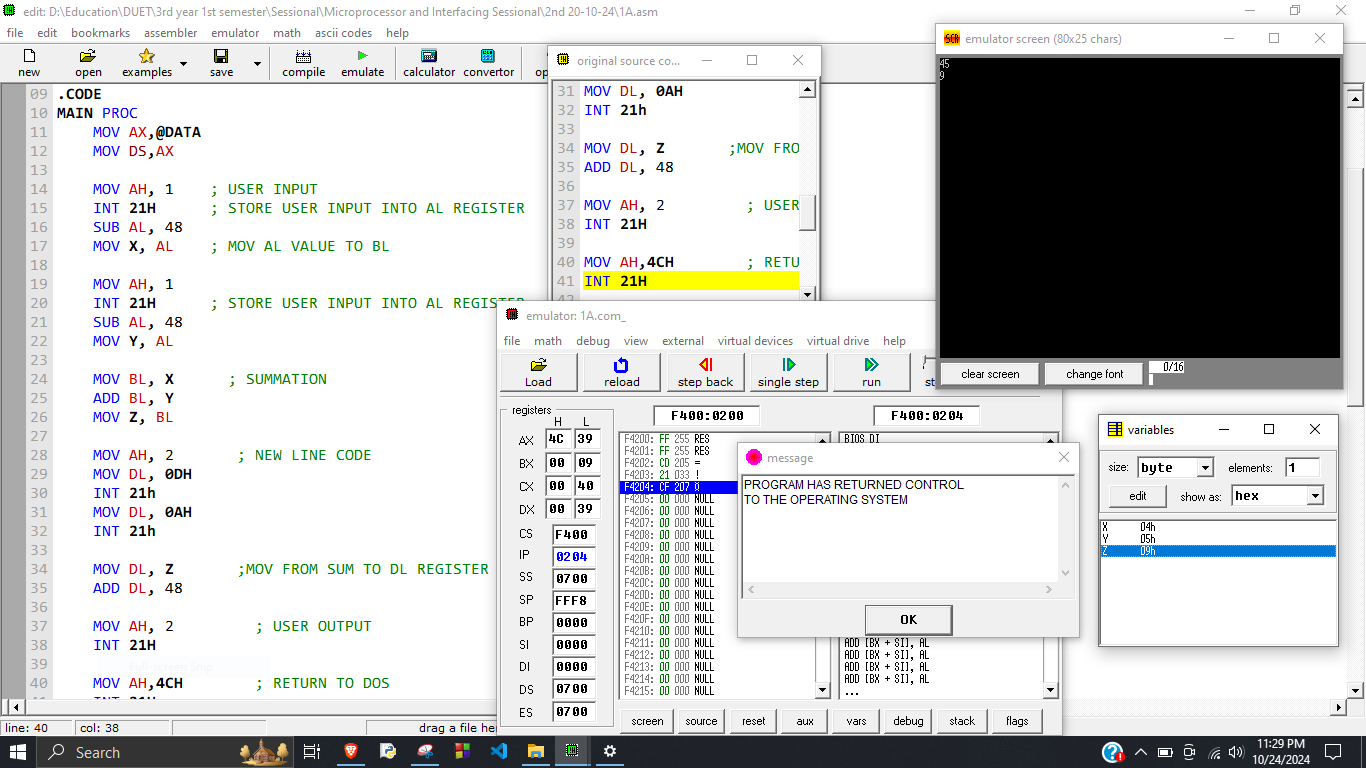 edit: D:\Education\DUET\3rd year 1st semester\Sessional\Microprocessor and Interfacing Sessional\2nd 20-10-24\1A.asm
file edit bookmarks assembler emulator math ascii codes help
new open examples save compile emulate calculator convertor op
09 .CODE
10 MAIN PROC
11 MOV AX,@DATA
12 MOV DS,AX
13
14 MOV AH, 1 ; USER INPUT
15 INT 21H ; STORE USER INPUT INTO AL REGISTER
16 SUB AL, 48
17 MOV X, AL ; MOV AL VALUE TO BL
18
19 MOV AH, 1
20 INT 21H ; STORE USER INPUT INTO AL REGISTER
21 SUB AL, 48
22 MOV Y, AL
23
24 MOV BL, X ; SUMMATION
25 ADD BL, Y
26 MOV Z, BL
27
28 MOV AH, 2 ; NEW LINE CODE
29 MOV DL, 0DH
30 INT 21h
31 MOV DL, 0AH
32 INT 21h
33
34 MOV DL, Z ;MOV FROM SUM TO DL REGISTER
35 ADD DL, 48
36
37 MOV AH, 2 ; USER OUTPUT
38 INT 21H
39
40 MOV AH,4CH ; RETURN TO DOS
line: 40 col: 38 drag a file her
original source co...
31 MOV DL, 0AH
32 INT 21h
33
34 MOV DL, Z ;MOV FRO
35 ADD DL, 48
36
37 MOV AH, 2 ; USER
38 INT 21H
39
40 MOV AH,4CH ; RETU
41 INT 21H
emulator screen (80x25 chars)
45
9
clear screen change font 0/16
emulator: 1A.com_
file math debug view external virtual devices virtual drive help
Load reload step back single step run st
registers F400:0200 F400:0204
H L
AX 4C 39
BX 00 09
CX 00 40
DX 00 39
CS F400
IP 0204
SS 0700
SP FFF8
BP 0000
SI 0000
DI 0000
DS 0700
ES 0700
F4200: FF 255 RES
F4201: FF 255 RES
F4202: CD 205 =
F4203: 21 033 !
F4204: CF 207
F4205: 00 000 NULL
F4206: 00 000 NULL
F4207: 00 000 NULL
F4208: 00 000 NULL
F4209: 00 000 NULL
F420A: 00 000 NULL
F420B: 00 000 NULL
F420C: 00 000 NULL
F420D: 00 000 NULL
F420E: 00 000 NULL
F420F: 00 000 NULL
F4210: 00 000 NULL
F4211: 00 000 NULL
F4212: 00 000 NULL
F4213: 00 000 NULL
F4214: 00 000 NULL
F4215: 00 000 NULL
BIOS DI
ADD [BX + SI], AL
ADD [BX + SI], AL
ADD [BX + SI], AL
ADD [BX + SI], AL
...
screen source reset aux vars debug stack flags
message
PROGRAM HAS RETURNED CONTROL
TO THE OPERATING SYSTEM
OK
variables
size: byte elements: 1
edit show as: hex
X 04h
Y 05h
Z 09h
Search
11:29 PM
10/24/2024